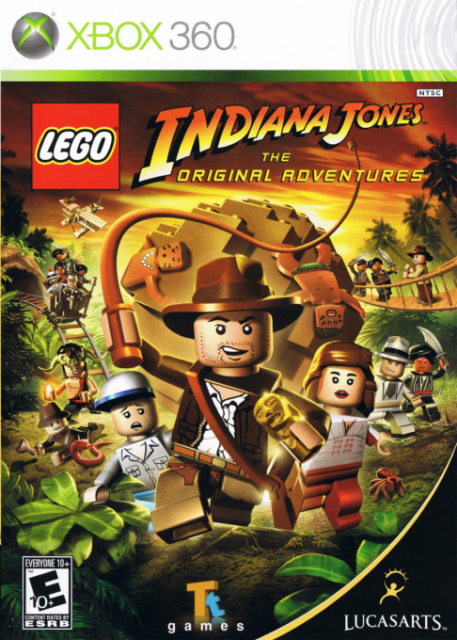 XBOX 360.
NTSC
LEGO
INDIANA JONES
THE
ORIGINAL ADVENTURES
EVERYONE 10+
E
10+
CONTENT RATED BY
ESRB
Tt
games
LUCASARTS